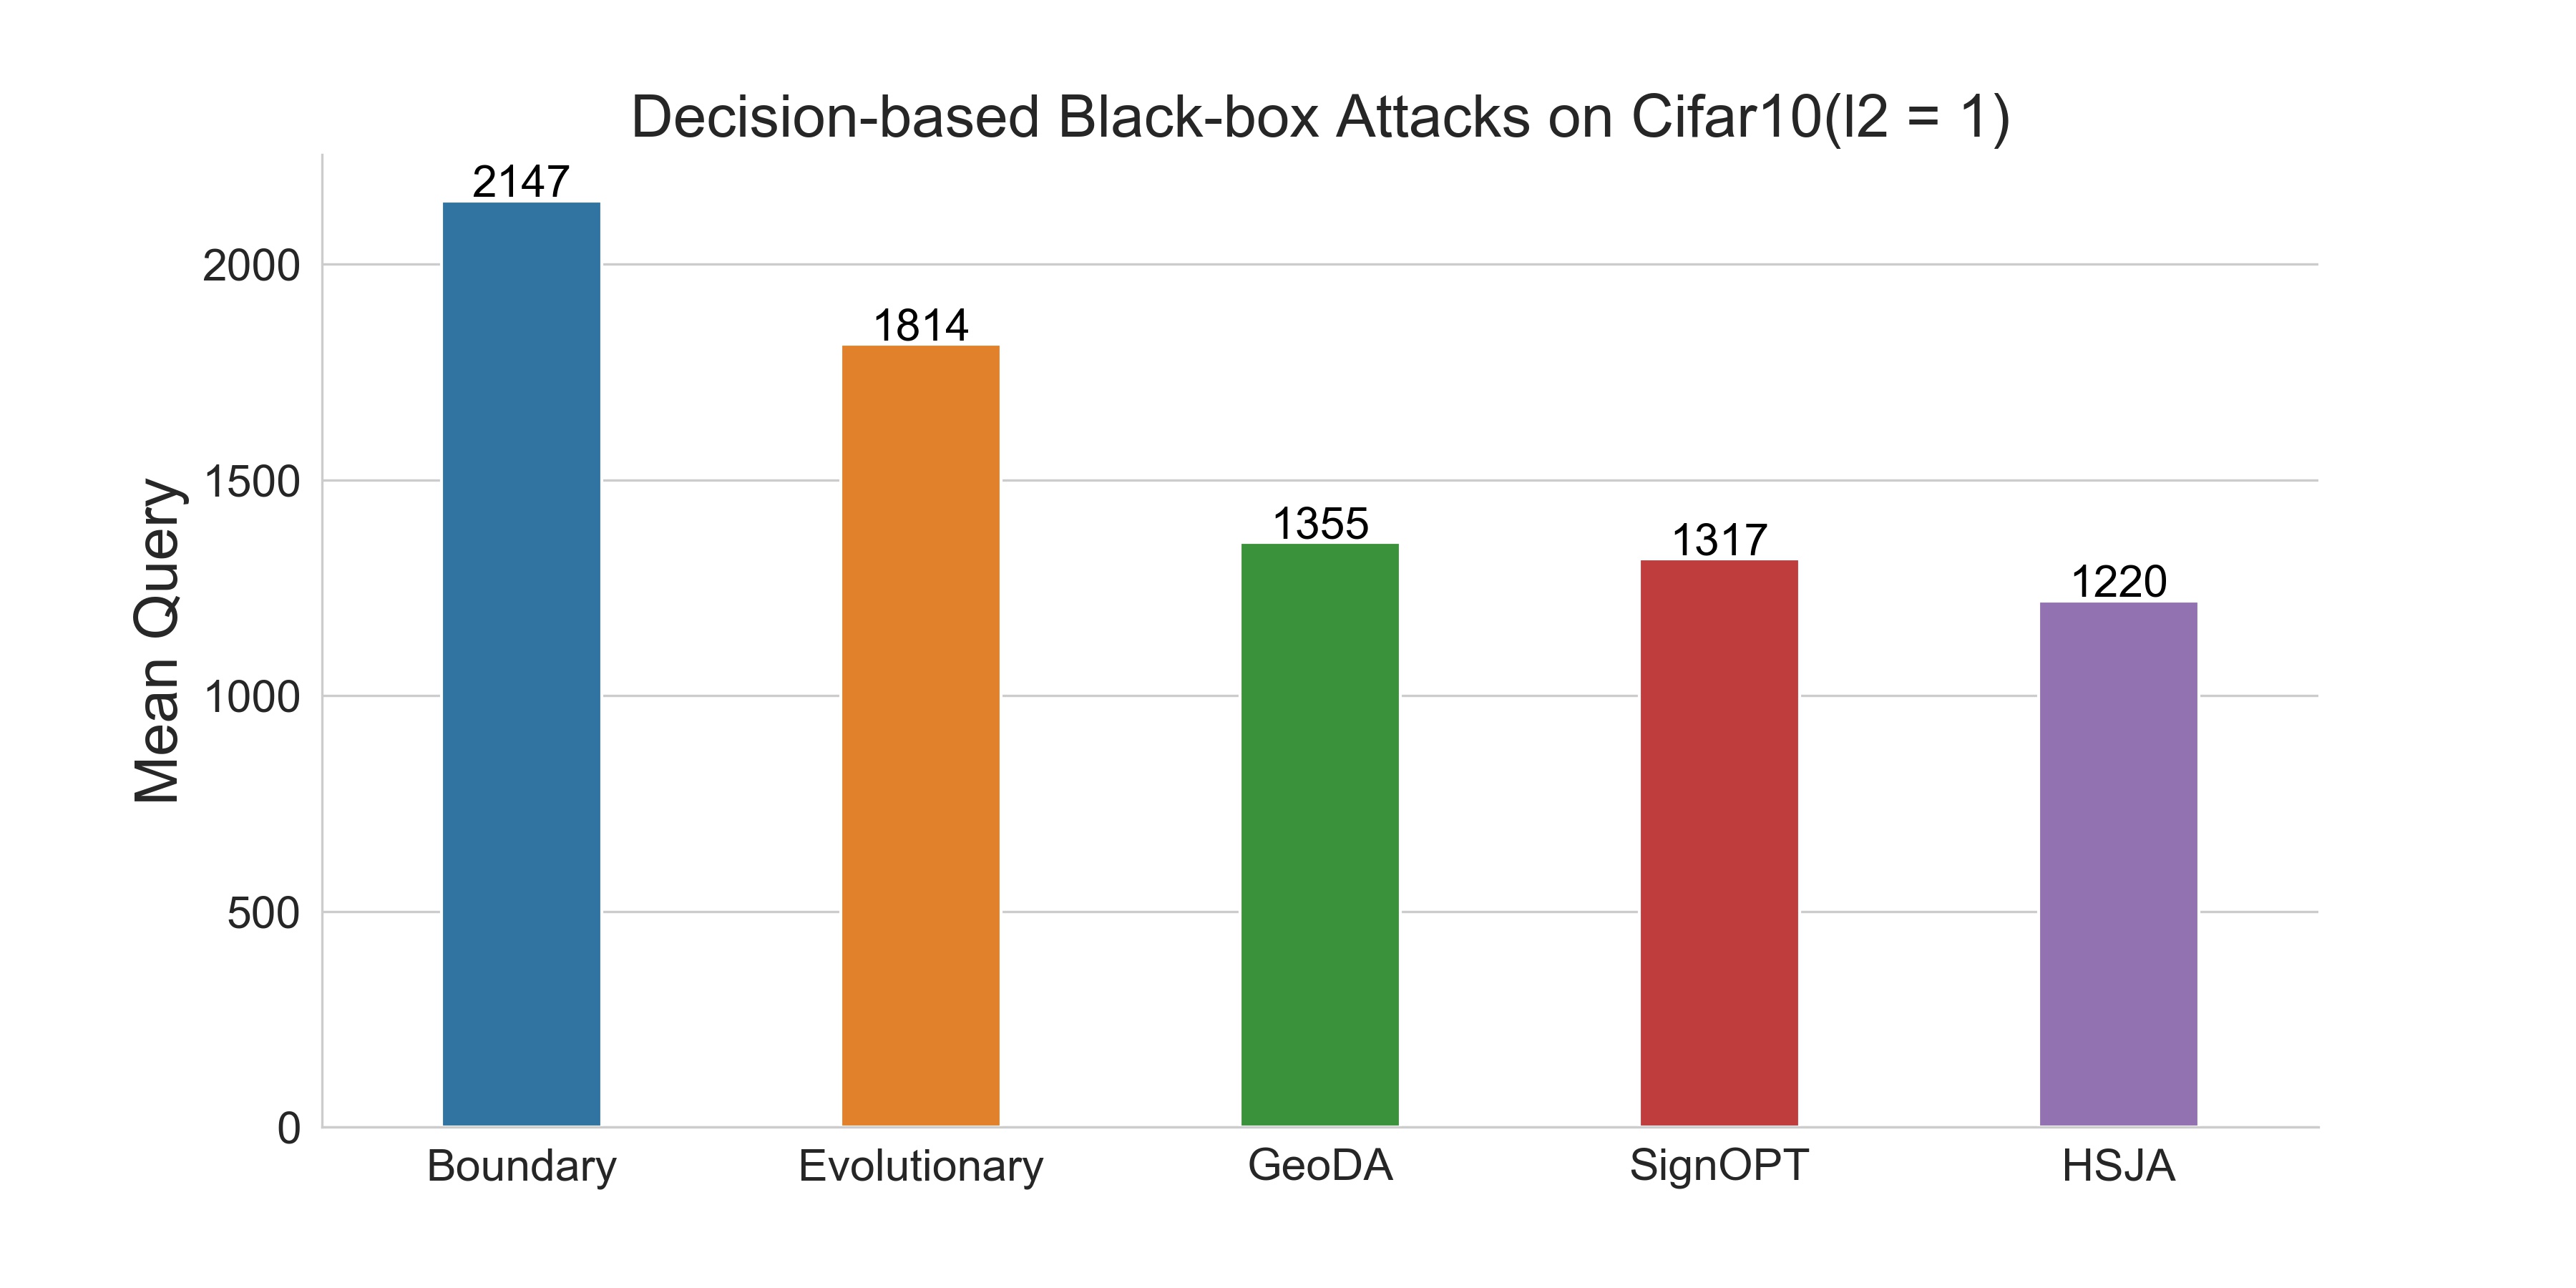 Decision-based Black-box Attacks on Cifar10(l2 = 1)
Mean Query
2000
1500
1000
500
0
2147
1814
1355
1317
1220
Boundary
Evolutionary
GeoDA
SignOPT
HSJA